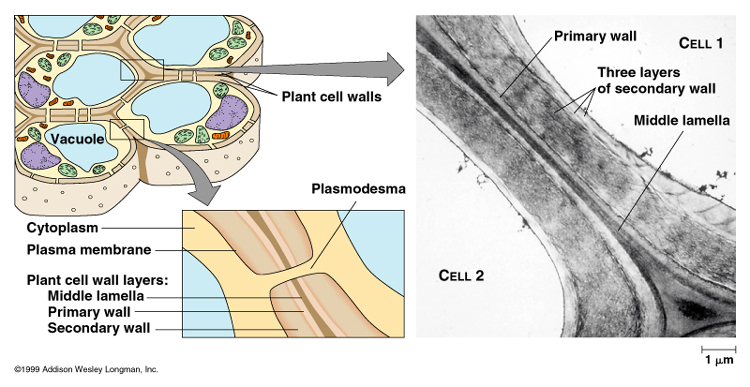 Plant cell walls
Vacuole
Plasmodesma
Cytoplasm
Plasma membrane
Plant cell wall layers:
Middle lamella
Primary wall
Secondary wall
Primary wall
CELL 1
Three layers
of secondary wall
Middle lamella
CELL 2
1 µm
©1999 Addison Wesley Longman, Inc.